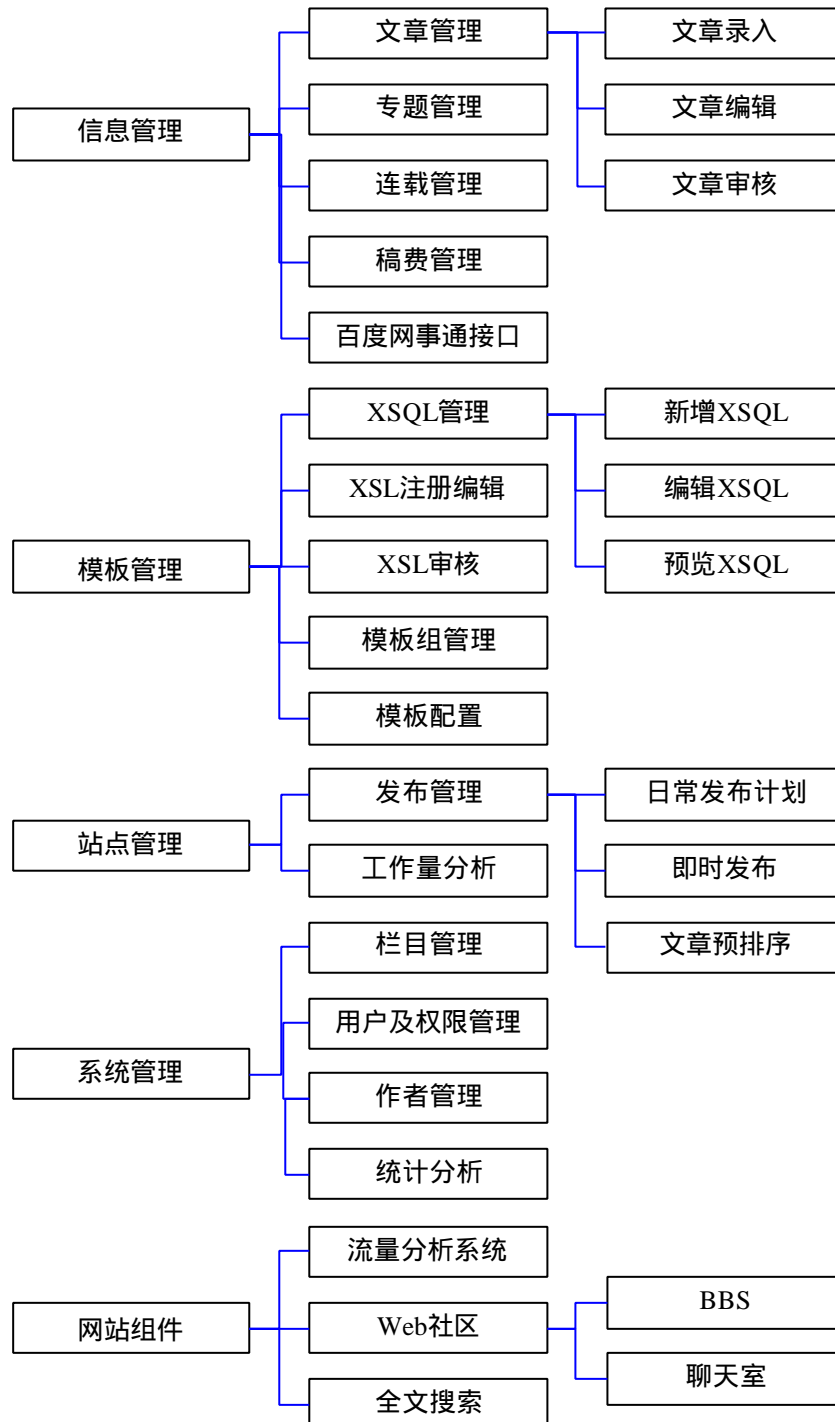 信息管理
文章管理
文章录入
文章编辑
文章审核
专题管理
连载管理
稿费管理
百度网事通接口
模板管理
XSQL管理
新增XSQL
编辑XSQL
预览XSQL
XSL注册编辑
XSL审核
模板组管理
模板配置
站点管理
发布管理
日常发布计划
即时发布
文章预排序
工作量分析
系统管理
栏目管理
用户及权限管理
作者管理
统计分析
网站组件
流量分析系统
Web社区
BBS
聊天室
全文搜索